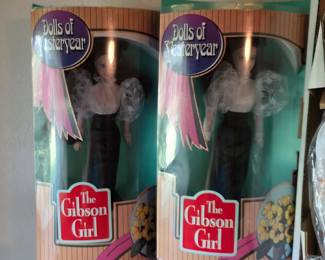 Dolls of
Yesteryear
The
Gibson
Girl
Dolls of
Yesteryear
The
Gibson
Girl